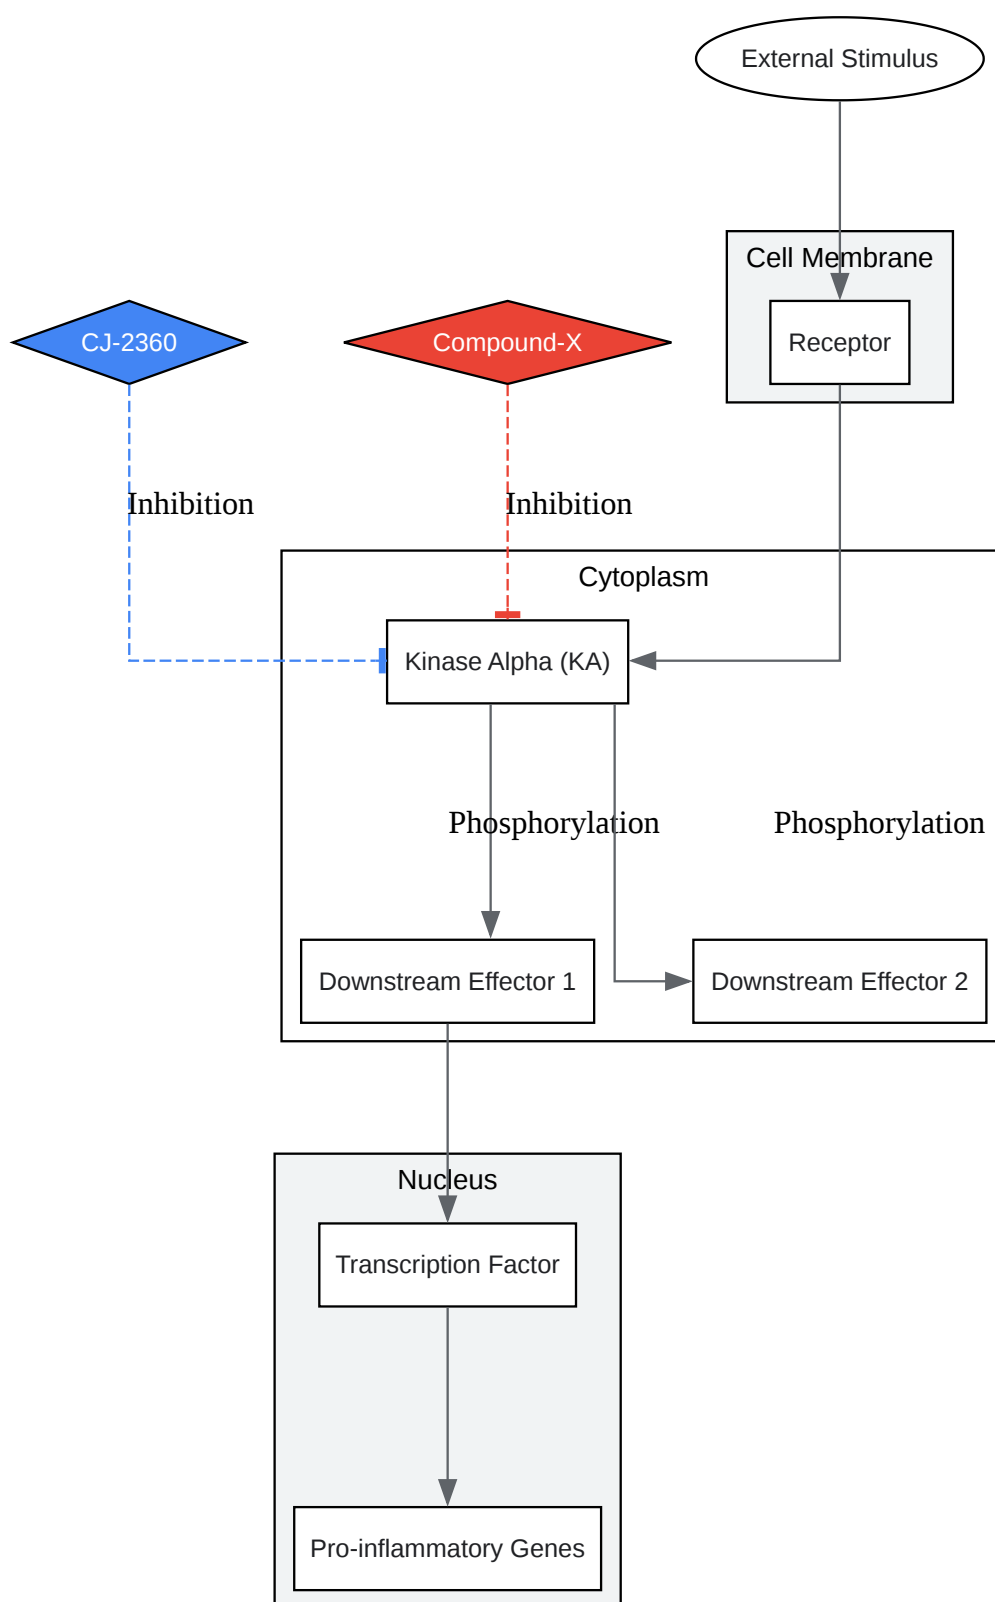 External Stimulus
Cell Membrane
Receptor
CJ-2360
Compound-X
Inhibition
Inhibition
Cytoplasm
Kinase Alpha (KA)
Phosphorylation
Phosphorylation
Downstream Effector 1
Downstream Effector 2
Nucleus
Transcription Factor
Pro-inflammatory Genes